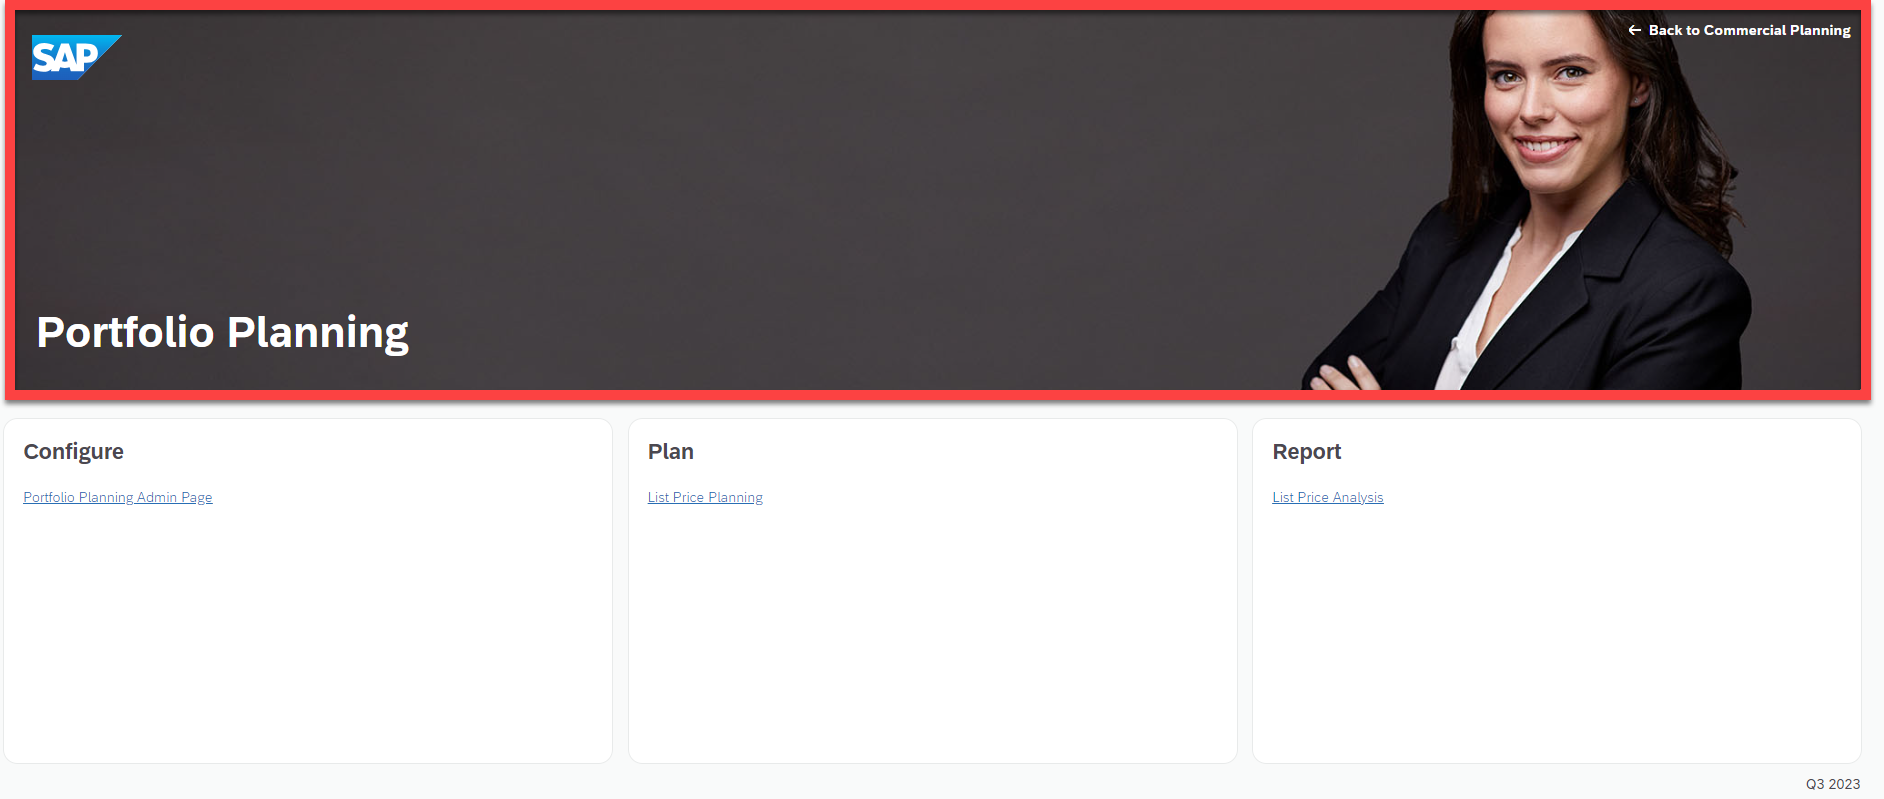 SAP
← Back to Commercial Planning
Portfolio Planning
Configure
Portfolio Planning Admin Page
Plan
List Price Planning
Report
List Price Analysis
Q3 2023